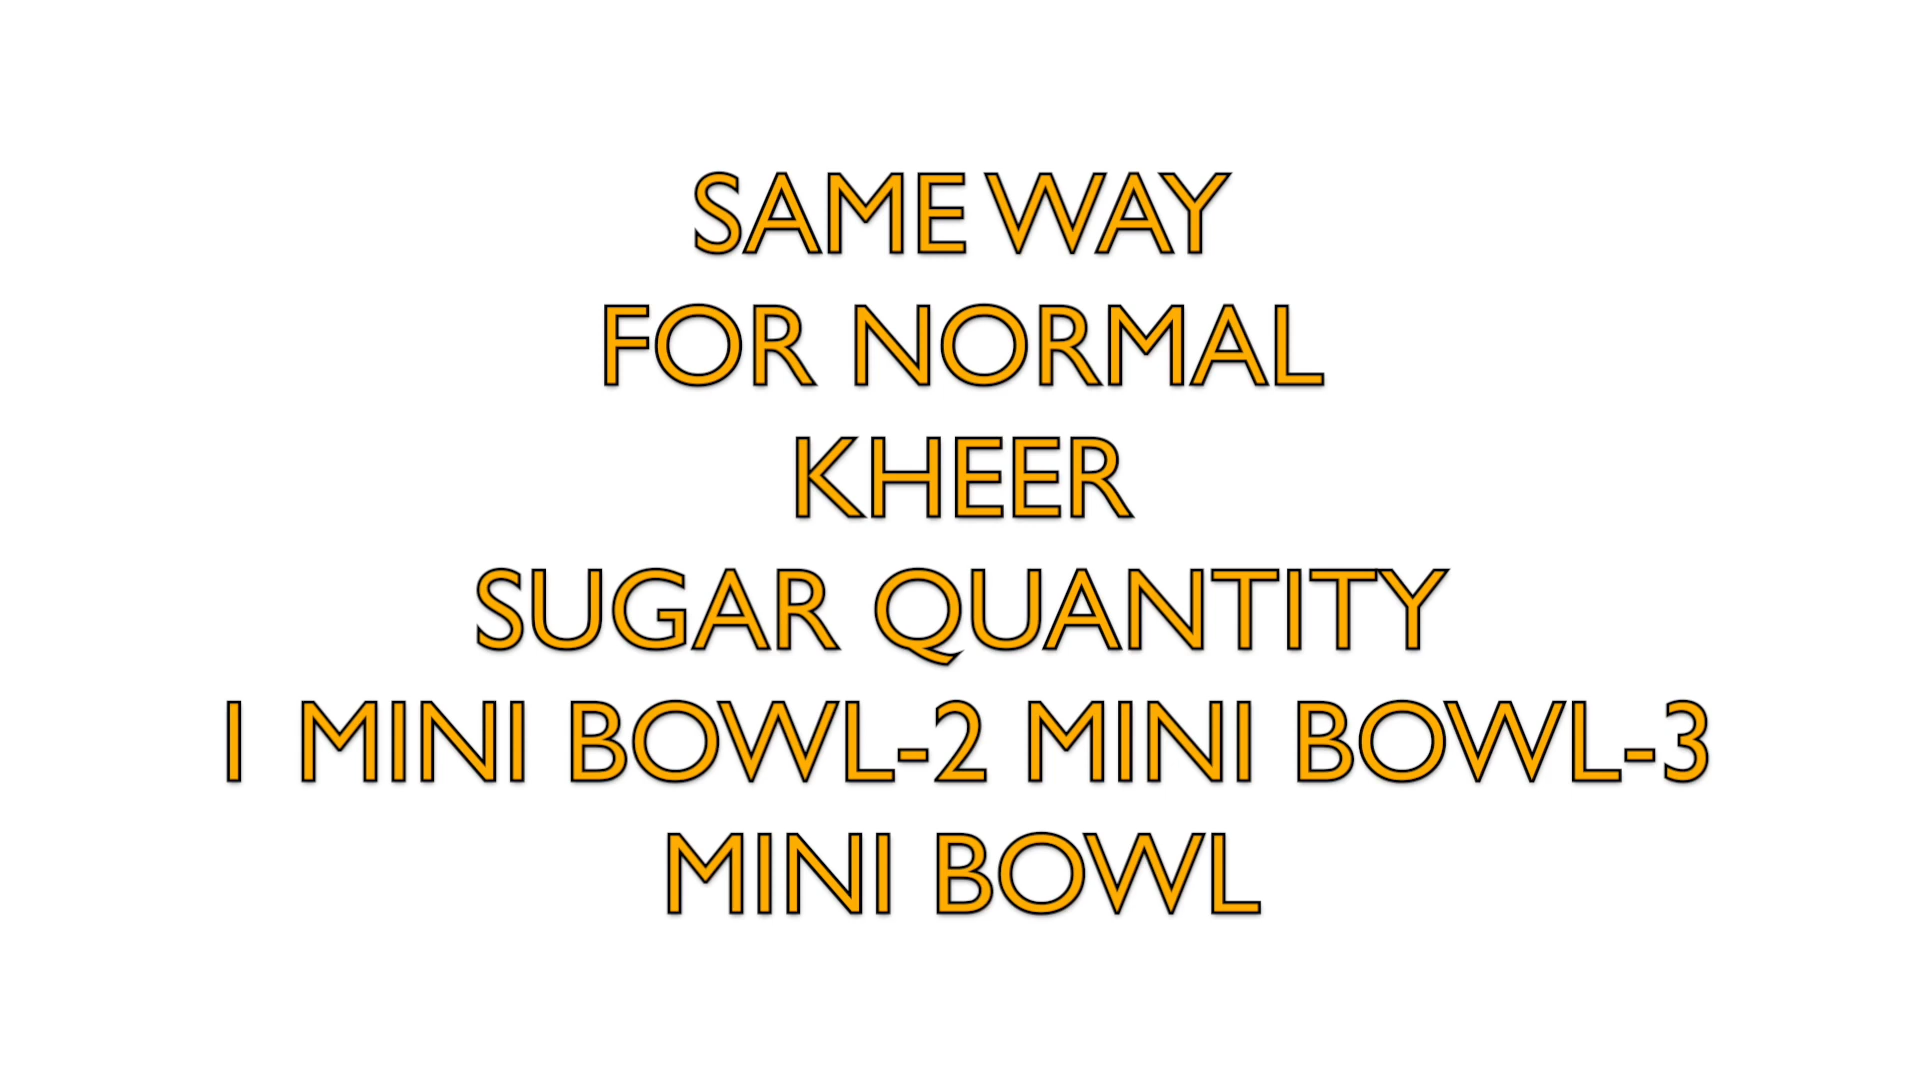 SAME WAY
FOR NORMAL
KHEER
SUGAR QUANTITY
1 MINI BOWL-2 MINI BOWL-3
MINI BOWL